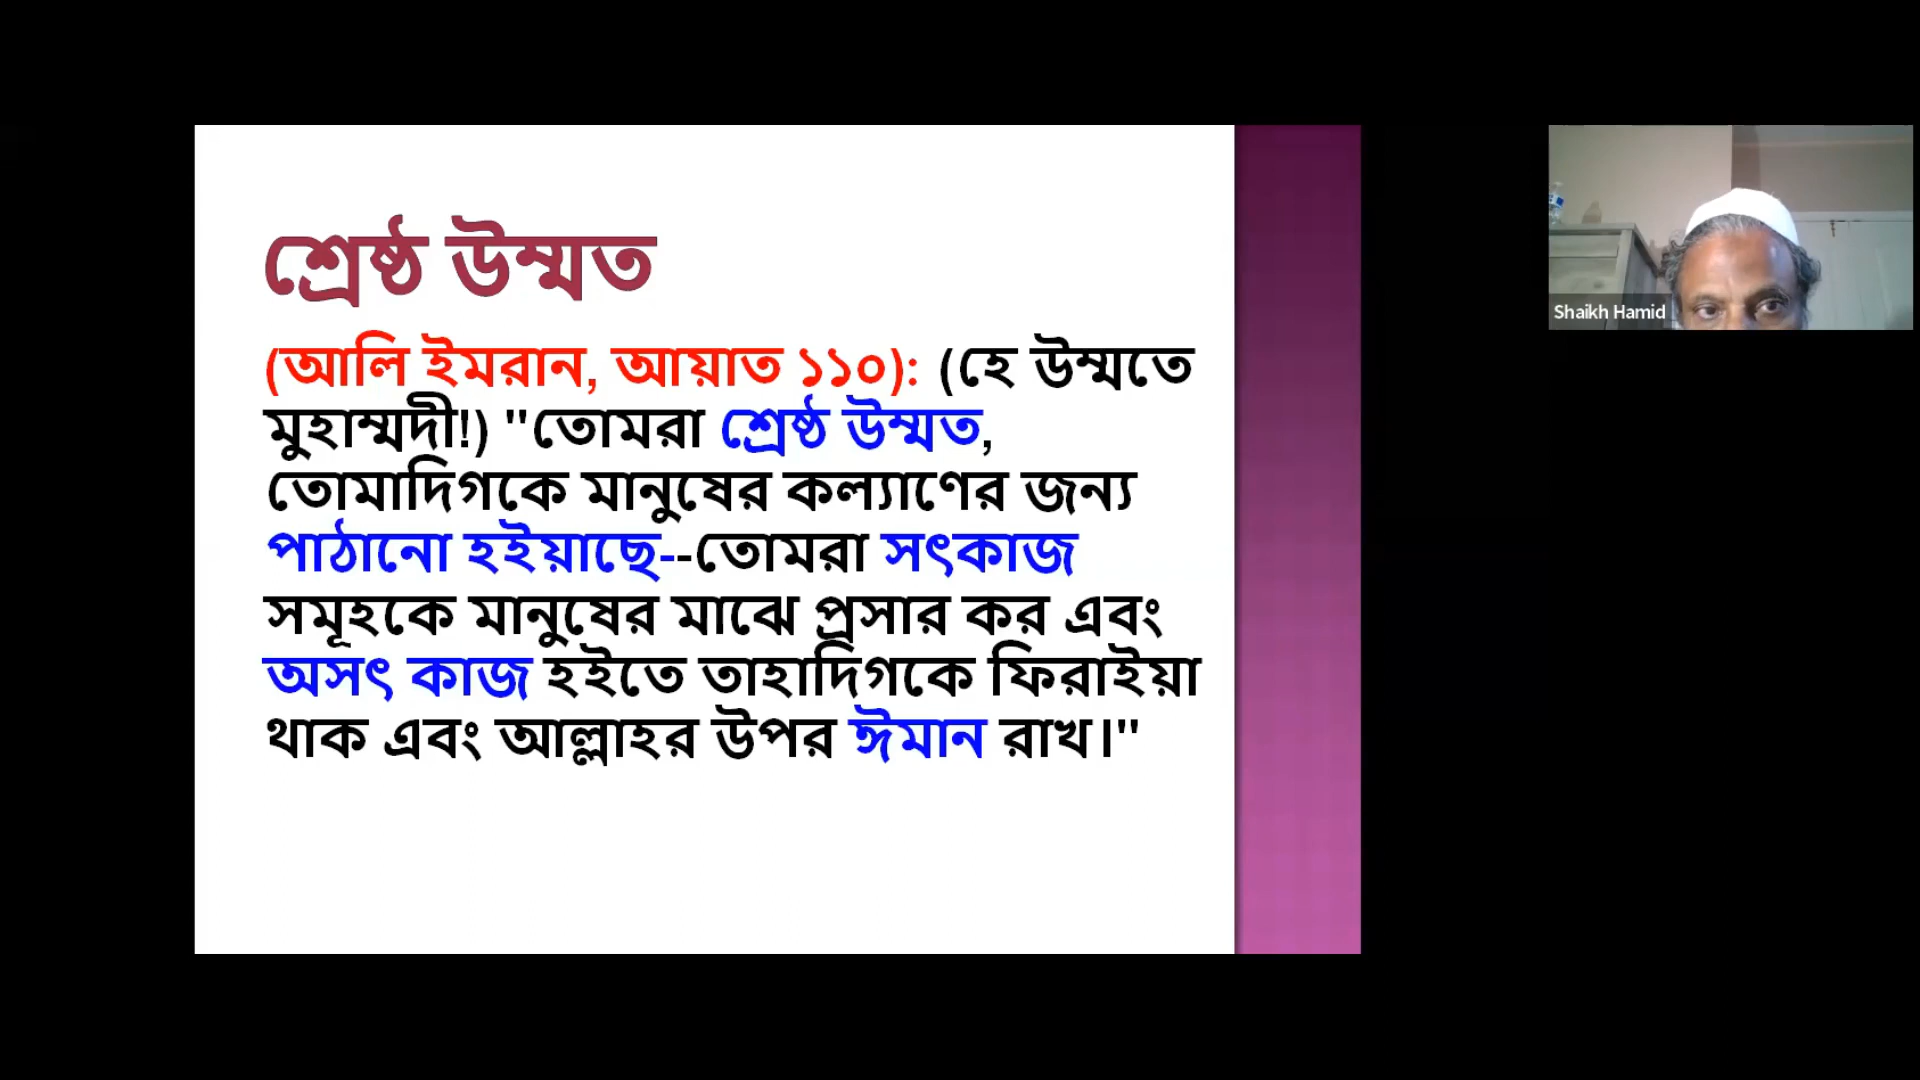 শ্রেষ্ঠ উম্মত
(আলি ইমরান, আয়াত ১১০): (হে উম্মতে
মুহাম্মদী!) "তোমরা শ্রেষ্ঠ উম্মত,
তোমাদিগকে মানুষের কল্যাণের জন্য
পাঠানো হইয়াছে--তোমরা সৎকাজ
সমূহকে মানুষের মাঝে প্রসার কর এবং
অসৎ কাজ হইতে তাহাদিগকে ফিরাইয়া
থাক এবং আল্লাহর উপর ঈমান রাখ।"
Shaikh Hamid